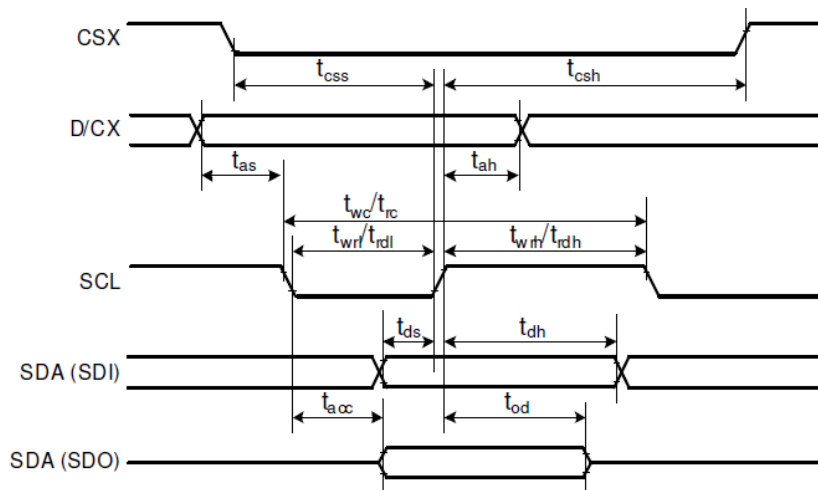 CSX
tcss tcsh
D/CX
tas tah
twc/trc
twrl/trdl twrh/trdh
SCL
tds tdh
SDA (SDI)
tacc tod
SDA (SDO)